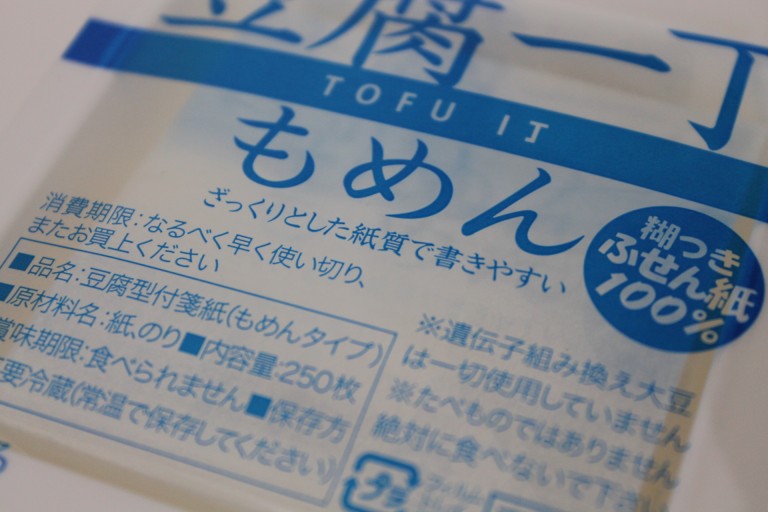 豆腐一丁
TOFU IT
もめん
ざっくりとした紙質で書きやすい
糊つき
ふせん紙
100%
消費期限：なるべく早く使い切り、
またお買上ください
■品名：豆腐型付箋紙(もめんタイプ)
■原材料名：紙、のり■内容量：250枚
賞味期限：食べられません■保存方
要冷蔵(常温で保存してください)
※遺伝子組み換え大豆
は一切使用していません
※たべものではありません
絶対に食べないで下さい
プラ